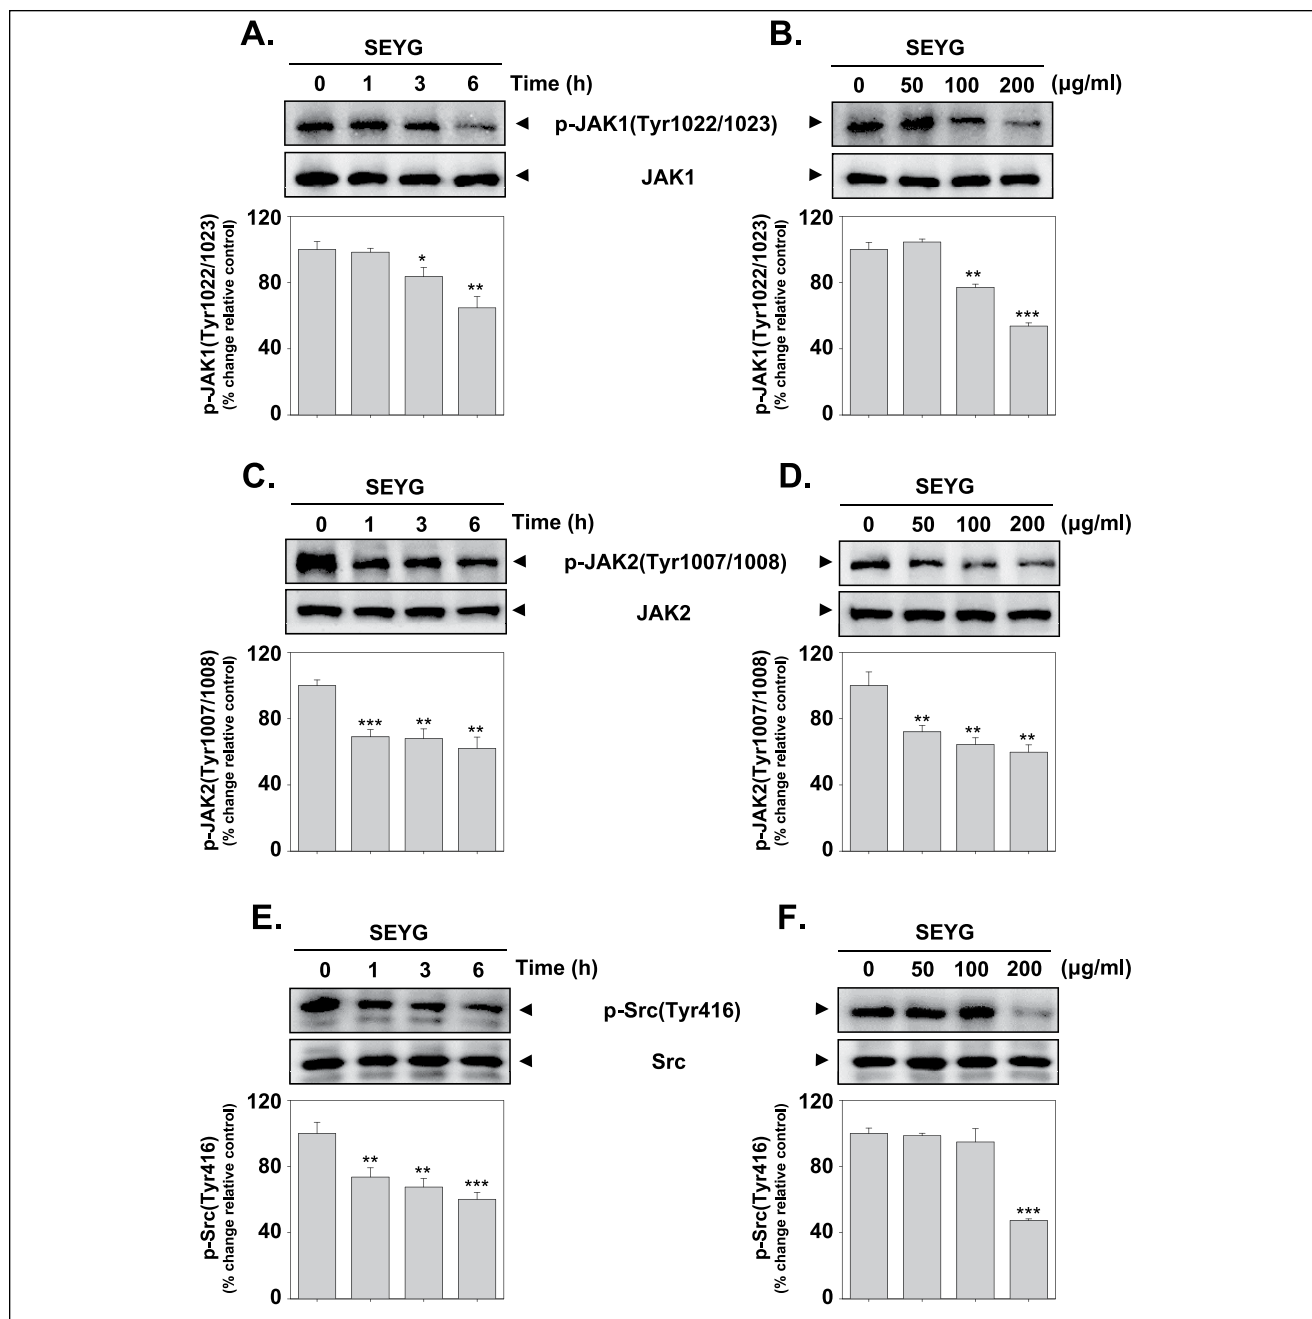 A.
SEYG
0 1 3 6 Time (h)
p-JAK1(Tyr1022/1023)
JAK1
p-JAK1(Tyr1022/1023)
(% change relative control)
120
80
40
0
*
**
B.
SEYG
0 50 100 200 (µg/ml)
p-JAK1(Tyr1022/1023)
(% change relative control)
120
80
40
0
**
***
C.
SEYG
0 1 3 6 Time (h)
p-JAK2(Tyr1007/1008)
JAK2
p-JAK2(Tyr1007/1008)
(% change relative control)
120
80
40
0
*** ** **
D.
SEYG
0 50 100 200 (µg/ml)
p-JAK2(Tyr1007/1008)
(% change relative control)
120
80
40
0
** ** **
E.
SEYG
0 1 3 6 Time (h)
p-Src(Tyr416)
Src
p-Src(Tyr416)
(% change relative control)
120
80
40
0
** ** ***
F.
SEYG
0 50 100 200 (µg/ml)
p-Src(Tyr416)
(% change relative control)
120
80
40
0
***